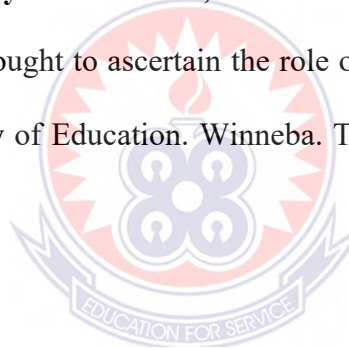 ought to ascertain the role o
y of Education. Winneba. T
EDUCATION FOR SERVICE